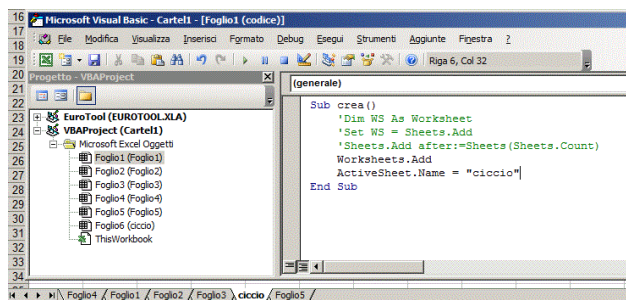 16
17
18
19
20
21
22
23
24
25
26
27
28
29
30
31
32
33
34
Microsoft Visual Basic - Cartel1 - [Foglio1 (codice)]
File Modifica Visualizza Inserisci Formato Debug Esegui Strumenti Aggiunte Finestra ?
Riga 6, Col 32
Progetto - VBAProject
EuroTool (EUROTOOL.XLA)
VBAProject (Cartel1)
Microsoft Excel Oggetti
Foglio1 (Foglio1)
Foglio2 (Foglio2)
Foglio3 (Foglio3)
Foglio4 (Foglio4)
Foglio5 (Foglio5)
Foglio6 (ciccio)
ThisWorkbook
(generale)
Sub crea()
'Dim WS As Worksheet
'Set WS = Sheets.Add
'Sheets.Add after:=Sheets(Sheets.Count)
Worksheets.Add
ActiveSheet.Name = "ciccio"
End Sub
Foglio4 / Foglio1 / Foglio2 / Foglio3 \ ciccio / Foglio5 /